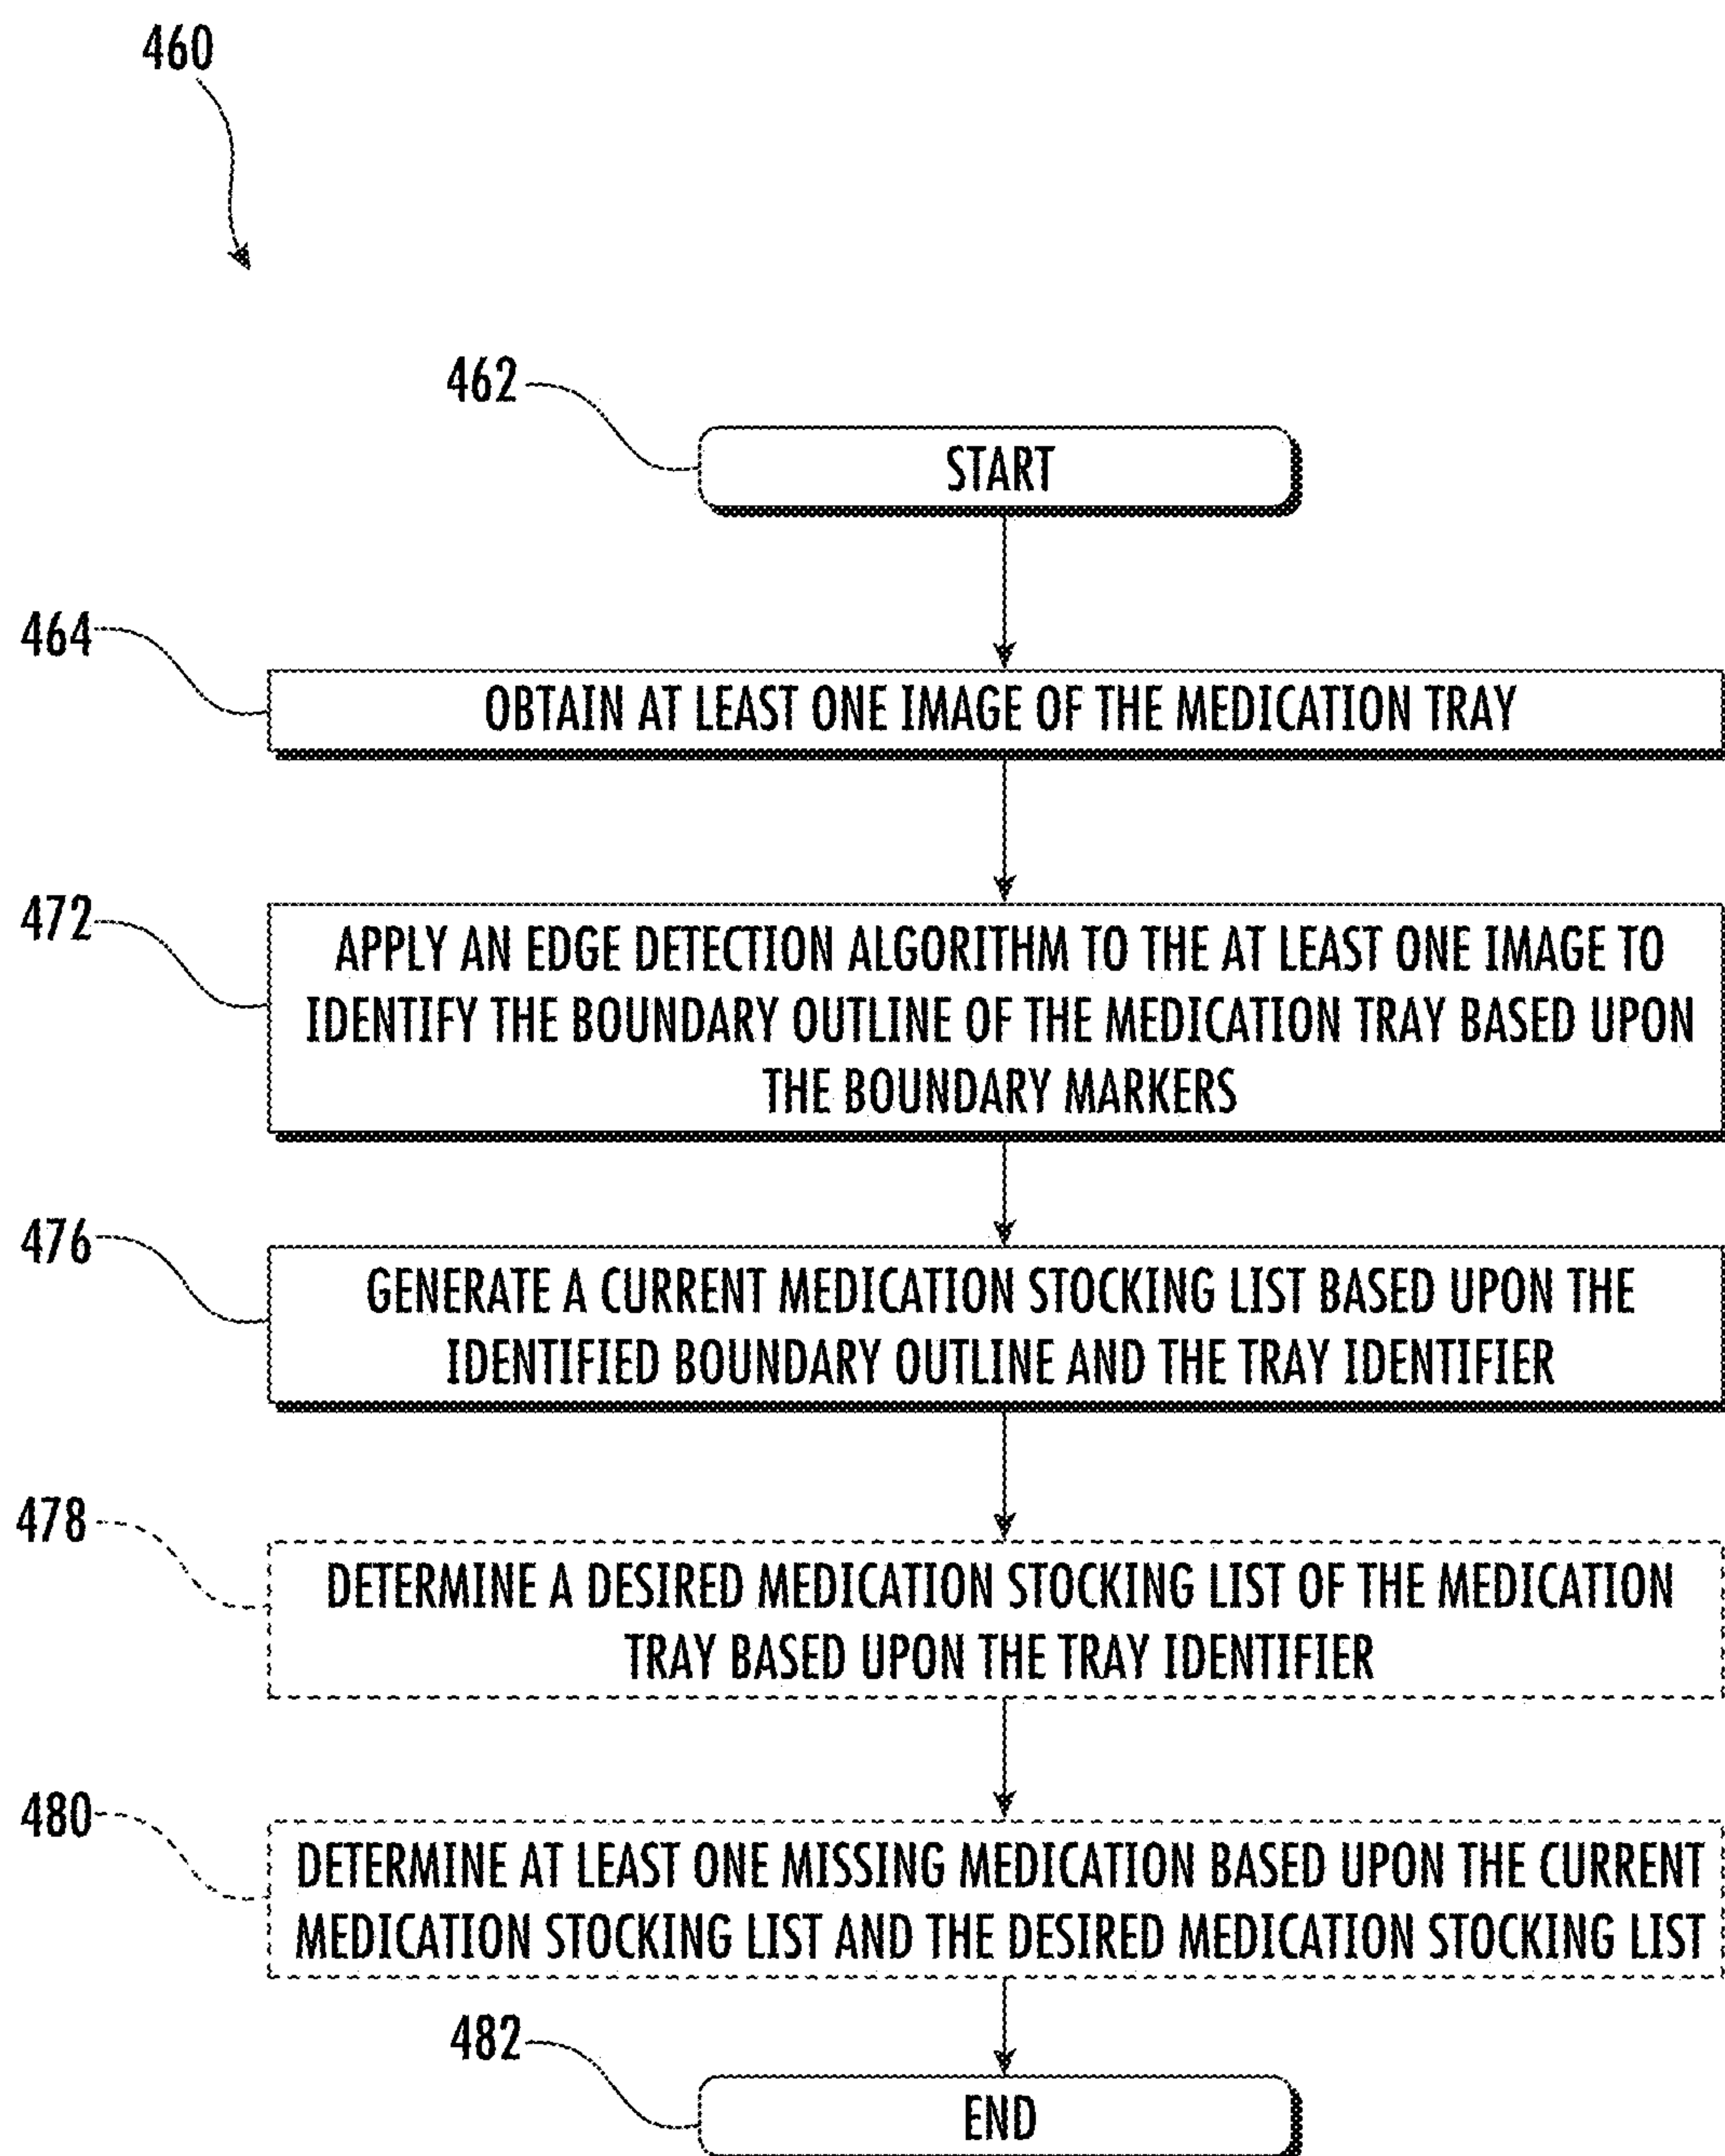 460
462
START
464
OBTAIN AT LEAST ONE IMAGE OF THE MEDICATION TRAY
472
APPLY AN EDGE DETECTION ALGORITHM TO THE AT LEAST ONE IMAGE TO
IDENTIFY THE BOUNDARY OUTLINE OF THE MEDICATION TRAY BASED UPON
THE BOUNDARY MARKERS
476
GENERATE A CURRENT MEDICATION STOCKING LIST BASED UPON THE
IDENTIFIED BOUNDARY OUTLINE AND THE TRAY IDENTIFIER
478
DETERMINE A DESIRED MEDICATION STOCKING LIST OF THE MEDICATION
TRAY BASED UPON THE TRAY IDENTIFIER
480
DETERMINE AT LEAST ONE MISSING MEDICATION BASED UPON THE CURRENT
MEDICATION STOCKING LIST AND THE DESIRED MEDICATION STOCKING LIST
482
END